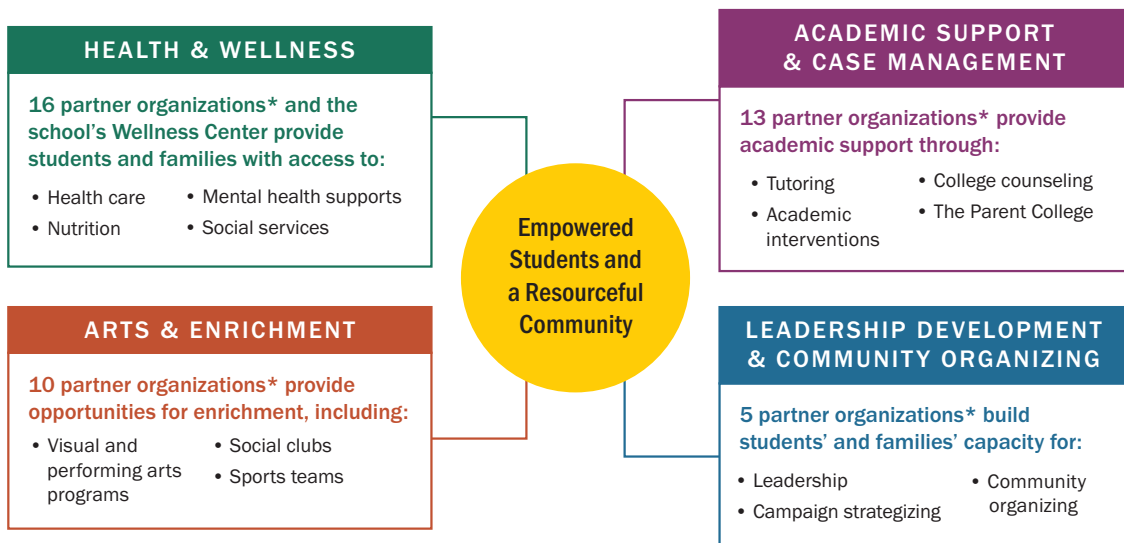 HEALTH & WELLNESS
16 partner organizations* and the
school’s Wellness Center provide
students and families with access to:
• Health care
• Nutrition
• Mental health supports
• Social services
ACADEMIC SUPPORT
& CASE MANAGEMENT
13 partner organizations* provide
academic support through:
• Tutoring
• Academic
interventions
• College counseling
• The Parent College
Empowered
Students and
a Resourceful
Community
ARTS & ENRICHMENT
10 partner organizations* provide
opportunities for enrichment, including:
• Visual and
performing arts
programs
• Social clubs
• Sports teams
LEADERSHIP DEVELOPMENT
& COMMUNITY ORGANIZING
5 partner organizations* build
students’ and families’ capacity for:
• Leadership
• Campaign strategizing
• Community
organizing